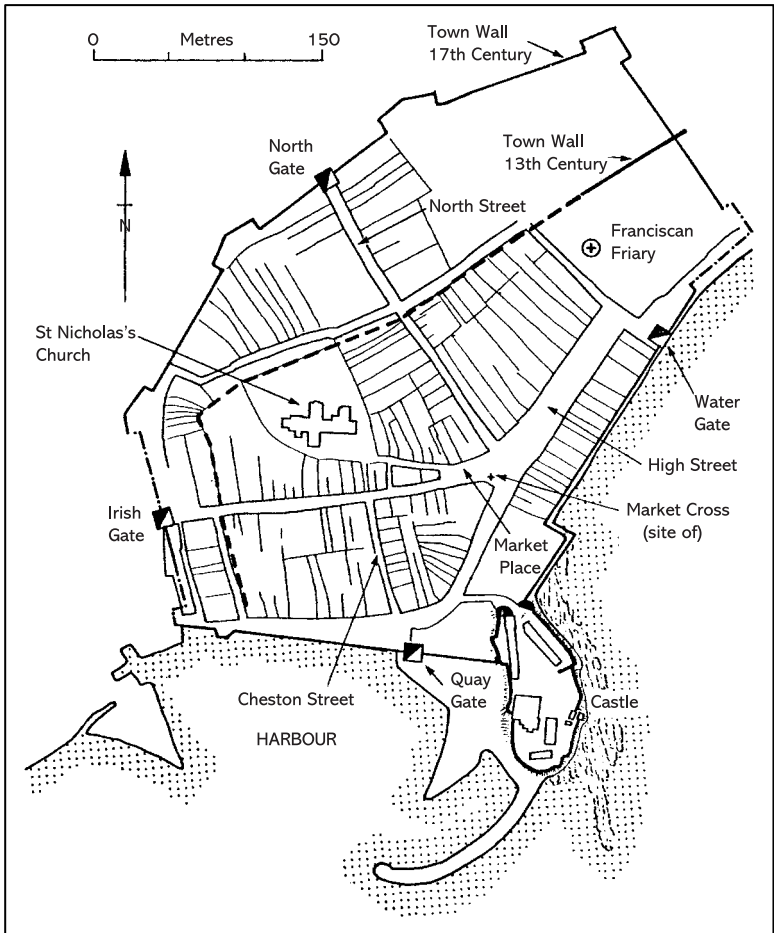 0 Metres 150
Town Wall
17th Century
North
Gate
Town Wall
13th Century
N
North Street
Franciscan
Friary
St Nicholas's
Church
Water
Gate
High Street
Irish
Gate
Market Cross
(site of)
Market
Place
Cheston Street
Quay
Gate
Castle
HARBOUR